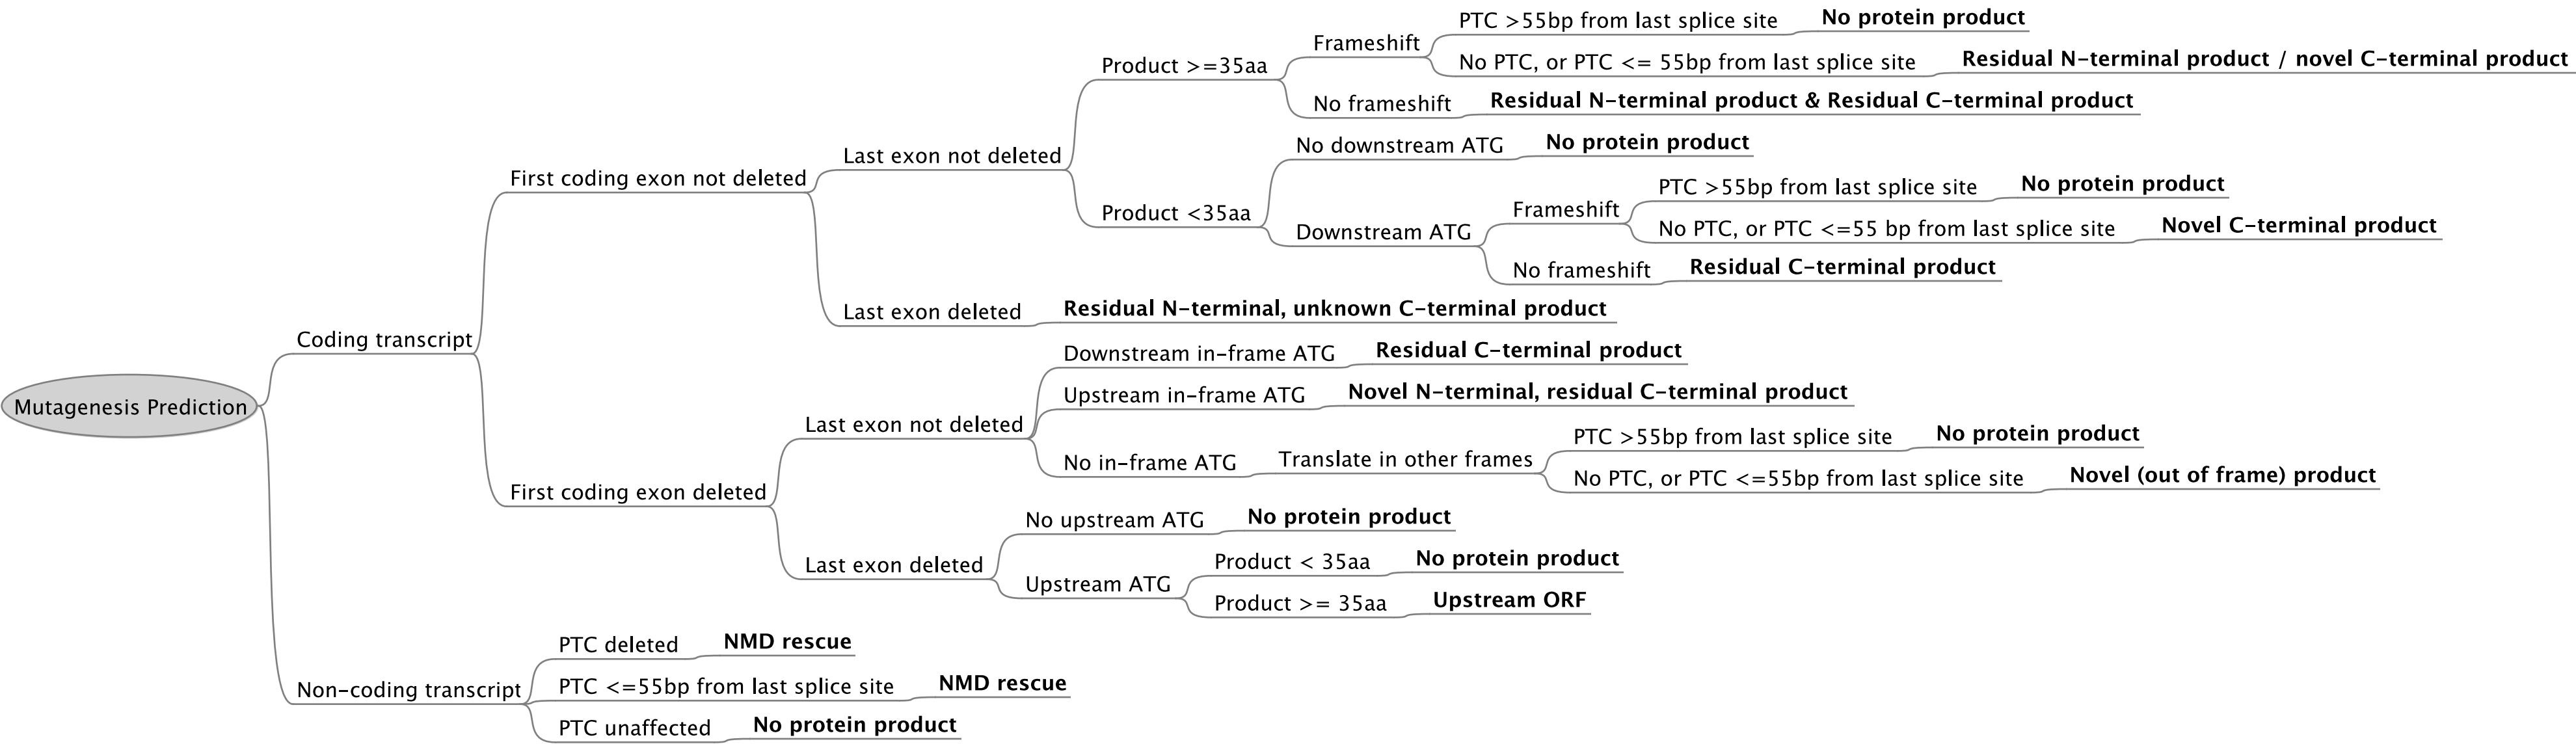 PTC >55bp from last splice site No protein product
Frameshift
No PTC, or PTC <= 55bp from last splice site Residual N-terminal product / novel C-terminal product
Product >=35aa
No frameshift Residual N-terminal product & Residual C-terminal product
No downstream ATG No protein product
Last exon not deleted
First coding exon not deleted
PTC >55bp from last splice site No protein product
Product <35aa
Frameshift
No PTC, or PTC <=55 bp from last splice site Novel C-terminal product
Downstream ATG
No frameshift Residual C-terminal product
Last exon deleted Residual N-terminal, unknown C-terminal product
Coding transcript
Downstream in-frame ATG Residual C-terminal product
Upstream in-frame ATG Novel N-terminal, residual C-terminal product
Mutagenesis Prediction
Last exon not deleted
PTC >55bp from last splice site No protein product
No in-frame ATG Translate in other frames
No PTC, or PTC <=55bp from last splice site Novel (out of frame) product
First coding exon deleted
No upstream ATG No protein product
Last exon deleted
Product < 35aa No protein product
Upstream ATG
Product >= 35aa Upstream ORF
PTC deleted NMD rescue
Non-coding transcript
PTC <=55bp from last splice site NMD rescue
PTC unaffected No protein product